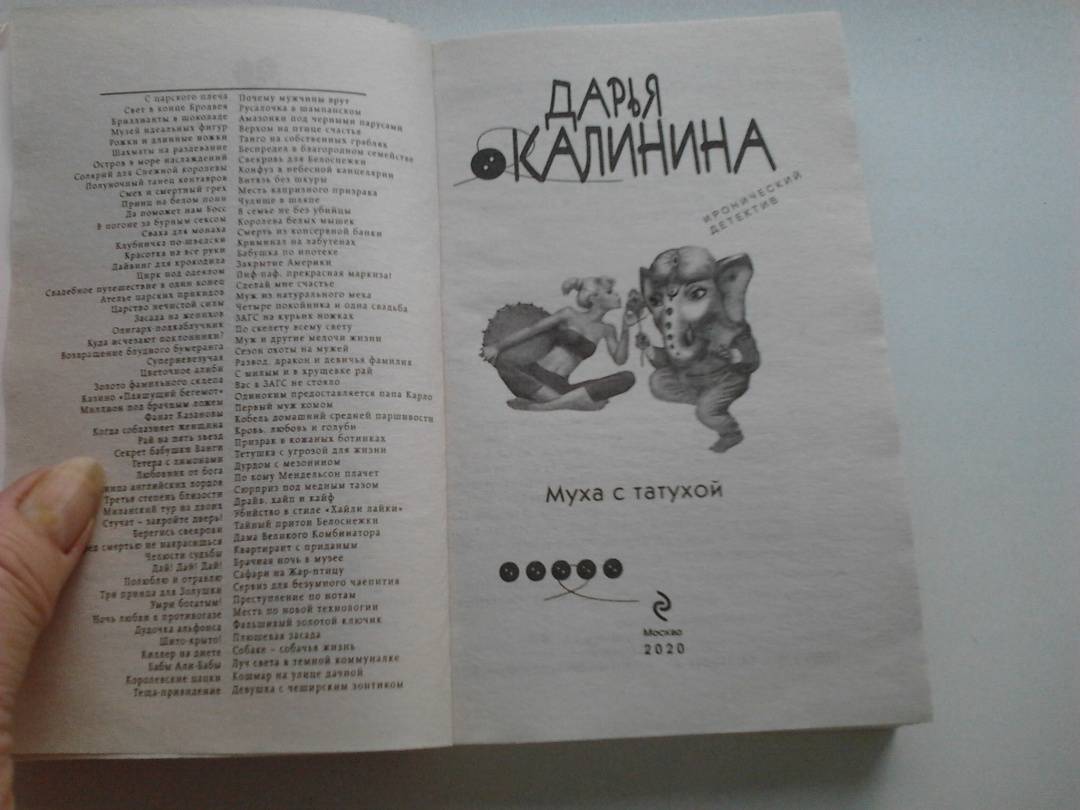 С царского плеча
Свет в конце Бродвея
Бриллианты в шоколаде
Музей идеальных фигур
Рожки и длинные ножки
Шахматы на раздевание
Остров в море наслаждений
Солярий для Снежной королевы
Полуночный танец кентавров
Смех и смертный грех
Принц на белом пони
Да поможет нам Босс
В погоне за бурным сексом
Сваха для монаха
Клубничка по-шведски
Красотка на все руки
Дайвинг для крокодила
Цирк под одеялом
Свадебное путешествие в один конец
Ателье царских прикидов
Царство нечистой силы
Засада на женихов
Олигарх-подкаблучник
Куда исчезают поклонники?
Возвращение блудного бумеранга
Суперневезучая
Цветочное алиби
Золото фамильного склепа
Казино «Пляшущий бегемот»
Миллион под брачным ложем
Фанат Казановы
Когда соблазняет женщина
Рай на пять звезд
Секрет бабушки Ванги
Тетера с лимонами
Любовник от бога
английских лордов
Третья степень близости
Миланский тур на двоих
Стучат – закройте дверь!
Берегись свекрови
смертью не накрасишься
Челюсти судьбы
Дай! Дай! Дай!
Полюблю и отравлю
Три принца для Золушки
Умри богатым!
Ночь любви в противогазе
Дудочка альфонса
Шито-крыто!
Киллер на диете
Бабы Али-Бабы
Королевские цацки
Теща-привидение
Почему мужчины врут
Русалочка в шампанском
Амазонки под черными парусами
Верхом на птице счастья
Танго на собственных граблях
Беспредел в благородном семействе
Свекровь для Белоснежки
Конфуз в небесной канцелярии
Витязь без шкуры
Месть капризного призрака
Чудище в шляпе
В семье не без убийцы
Королева белых мышек
Смерть из консервной банки
Криминал на лабутенах
Бабушка по ипотеке
Закрытие Америки
Пиф-паф, прекрасная маркиза!
Сделай мне счастье
Муж из натурального меха
Четыре покойника и одна свадьба
ЗАГС на курьих ножках
По скелету всему свету
Муж и другие мелочи жизни
Сезон охоты на мужей
Развод, дракон и девичья фамилия
С милым и в хрущевке рай
Вас в ЗАГС не стояло
Одиноким предоставляется папа Карло
Первый муж комом
Кобель домашний средней паршивости
Кровь, любовь и голуби
Призрак в кожаных ботинках
Тетушка с угрозой для жизни
Дурдом с мезонином
По кому Мендельсон плачет
Сюрприз под медным тазом
Драйв, хайп и кайф
Убийство в стиле «Хайли лайки»
Тайный притон Белоснежки
Дама Великого Комбинатора
Квартирант с приданым
Брачная ночь в музее
Сафари на Жар-птицу
Сервиз для безумного чаепития
Преступление по нотам
Месть по новой технологии
Фальшивый золотой ключик
Плюшевая засада
Собаке – собачья жизнь
Луч света в темной коммуналке
Кошмар на улице дачной
Девушка с чеширским зонтиком
ДАРЬЯ
КАЛИНИНА
ИРОНИЧЕСКИЙ
ДЕТЕКТИВ
Муха с татухой
Москва
2020